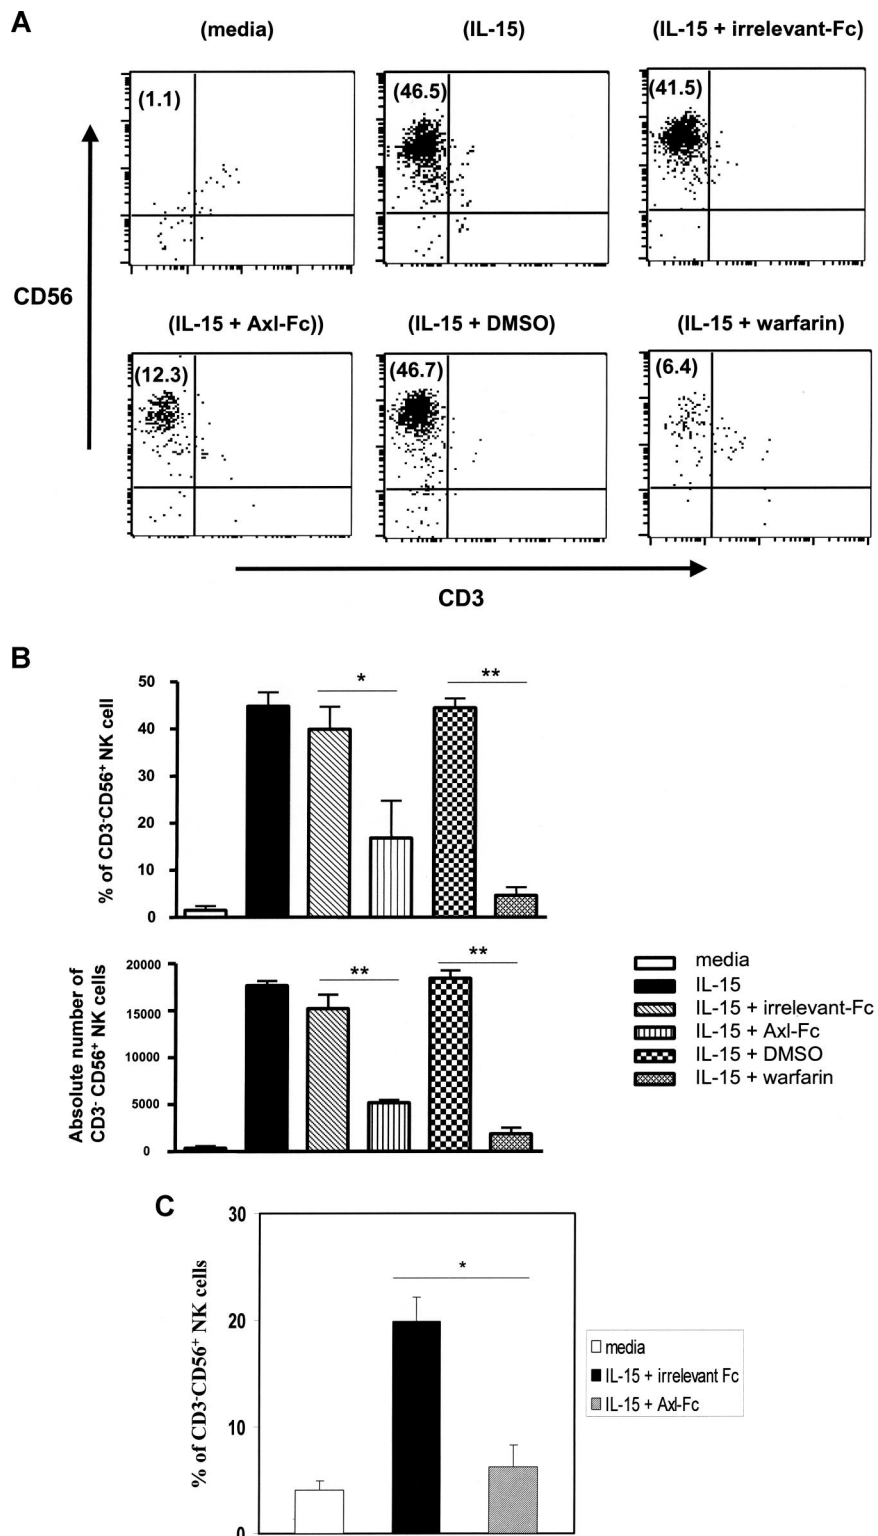 A
(media)
(IL-15)
(IL-15 + irrelevant-Fc)
(1.1)
(46.5)
(41.5)
CD56
(IL-15 + Axl-Fc))
(IL-15 + DMSO)
(IL-15 + warfarin)
(12.3)
(46.7)
(6.4)
CD3
B
% of CD3-CD56+ NK cell
50
40
30
20
10
0
*
**
Absolute number of
CD3- CD56+ NK cells
20000
15000
10000
5000
0
**
**
media
IL-15
IL-15 + irrelevant-Fc
IL-15 + Axl-Fc
IL-15 + DMSO
IL-15 + warfarin
C
% of CD3-CD56+ NK cells
30
20
10
0
*
media
IL-15 + irrelevant Fc
IL-15 + Axl-Fc